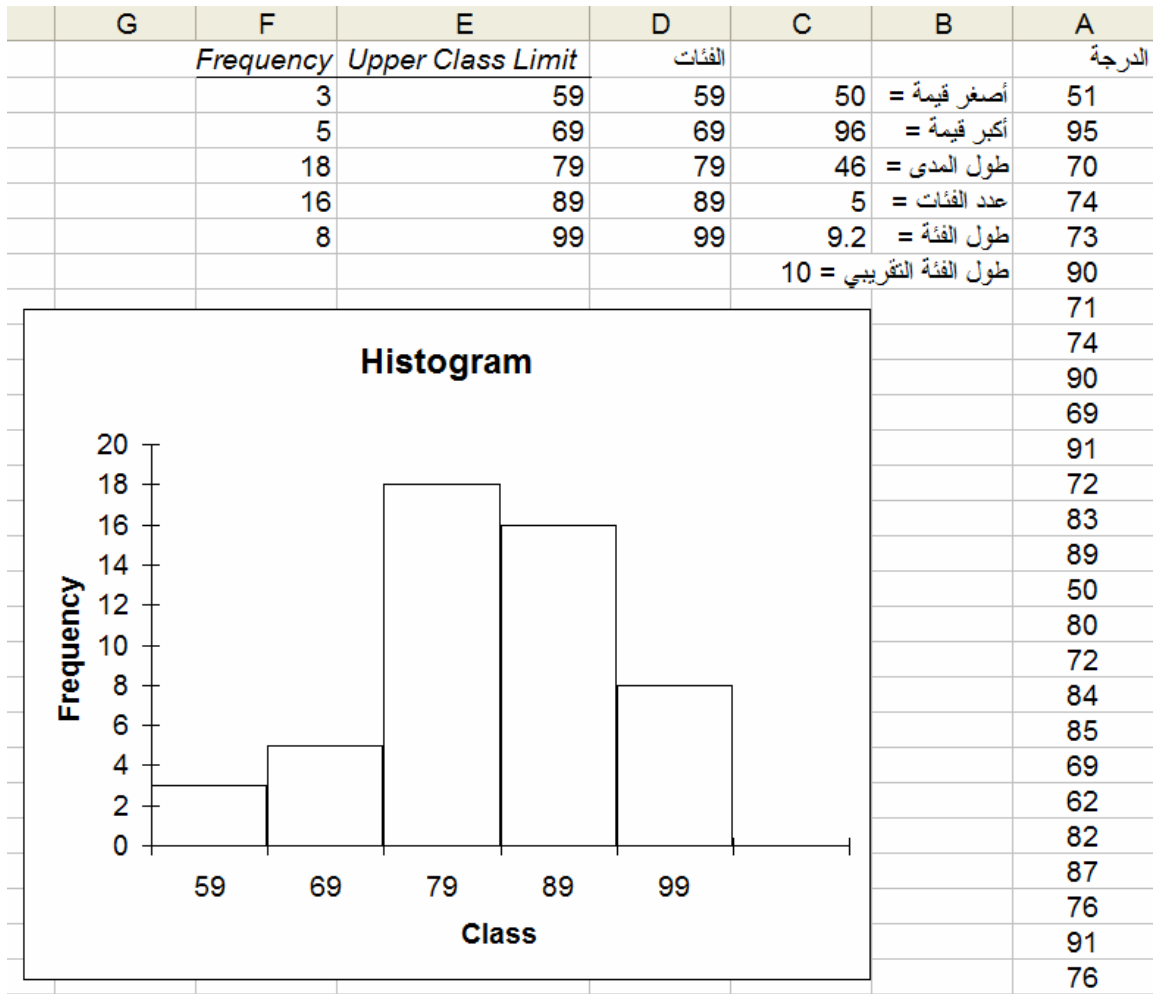 G F E D C B A
الدرجة الفئات Upper Class Limit Frequency
51 أصغر قيمة = 50 59 59 3
95 أكبر قيمة = 96 69 69 5
70 طول المدى = 46 79 79 18
74 عدد الفئات = 5 89 89 16
73 طول الفئة = 9.2 99 99 8
90 طول الفئة التقريبي = 10
71
74
90
69
91
72
83
89
50
80
72
84
85
69
62
82
87
76
91
76
Histogram
Frequency
20
18
16
14
12
10
8
6
4
2
0
59 69 79 89 99
Class